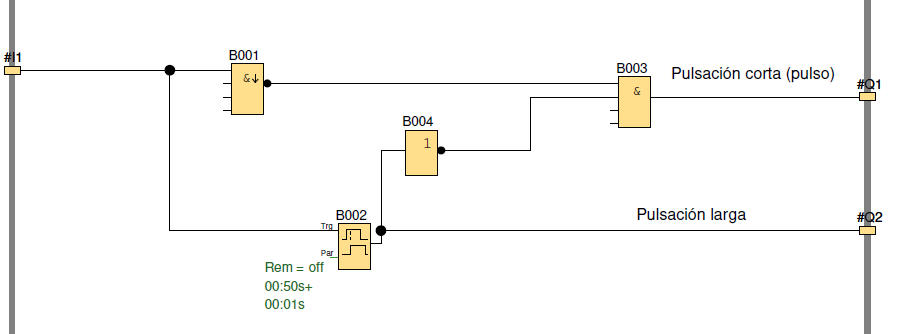 #I1
B001
&↓
B003
&
Pulsación corta (pulso)
#Q1
B004
1
B002
Trg
Par
Pulsación larga
#Q2
Rem = off
00:50s+
00:01s